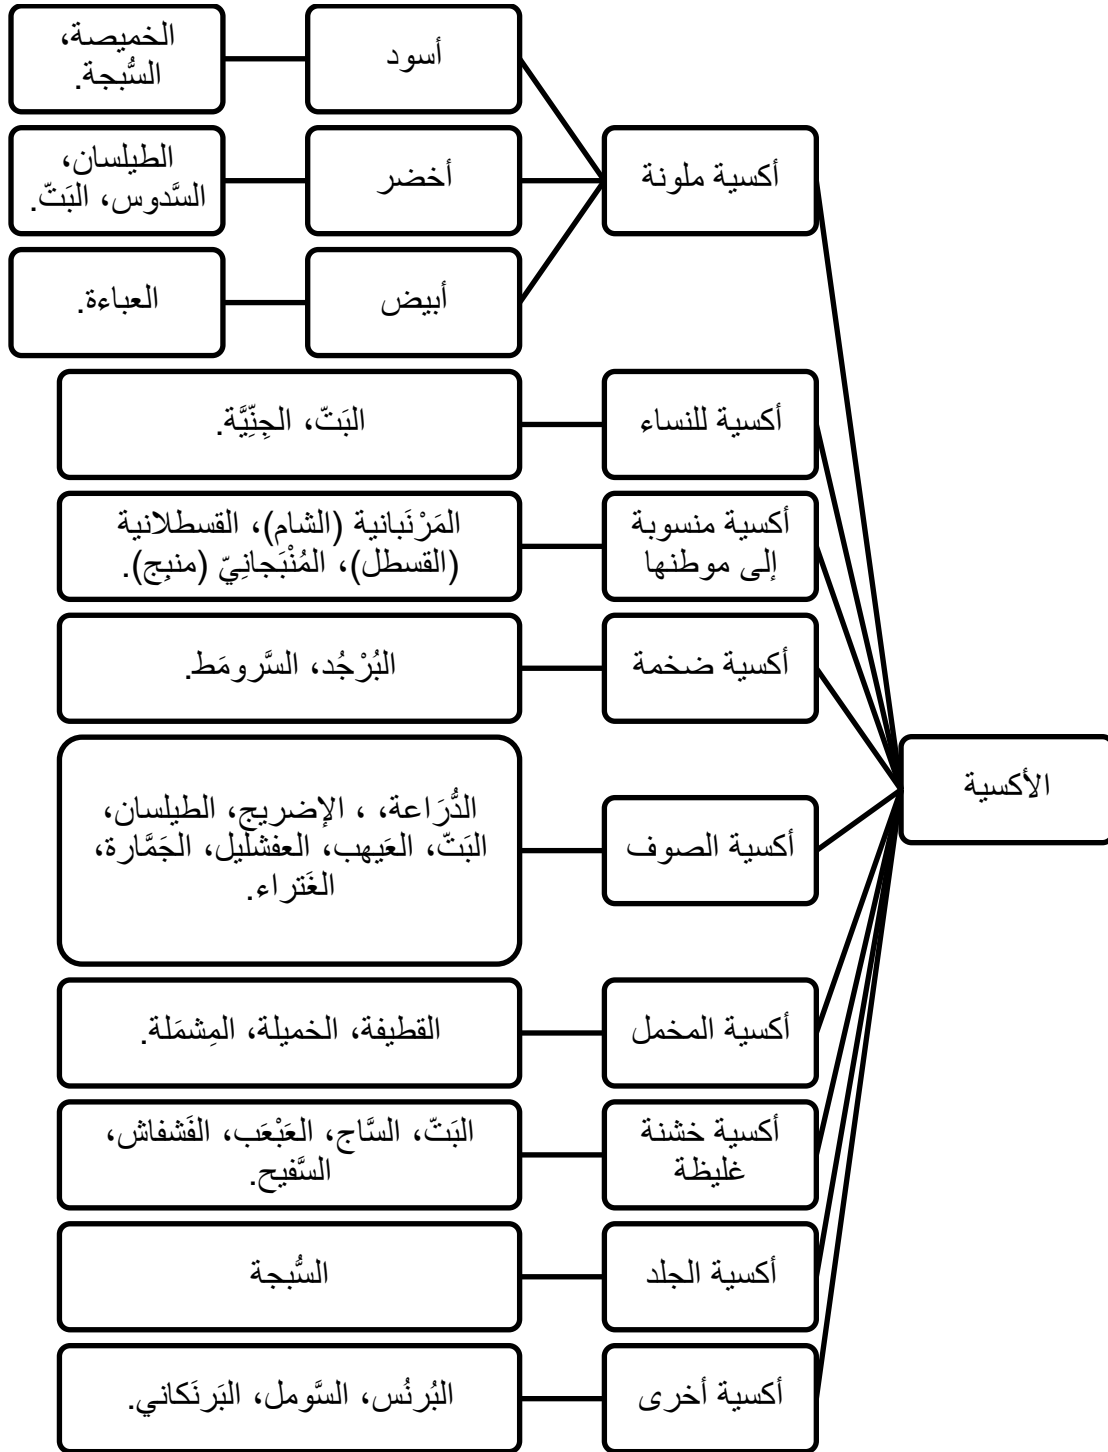 الأكسية
أكسية ملونة
أسود
الخميصة،
السُّبجة.
أخضر
الطيلسان،
السَّدوس، البَتّ.
أبيض
العباءة.
أكسية للنساء
البَتّ، الجِنِّيَّة.
أكسية منسوبة
إلى موطنها
المَرْنَبانية (الشام)، القسطلانية
(القسطل)، المُنْبَجانِيّ (منبِج).
أكسية ضخمة
البُرْجُد، السَّرومَط.
أكسية الصوف
الدُّرَاعة، ، الإضريج، الطيلسان،
البَتّ، العَيهب، العفشليل، الجَمَّارة،
الغَتراء.
أكسية المخمل
القطيفة، الخميلة، المِشمَلة.
أكسية خشنة
غليظة
البَتّ، السَّاج، العَبْعَب، الفَشفاش،
السَّفيح.
أكسية الجلد
السُّبجة
أكسية أخرى
البُرنُس، السَّومل، البَرنَكاني.